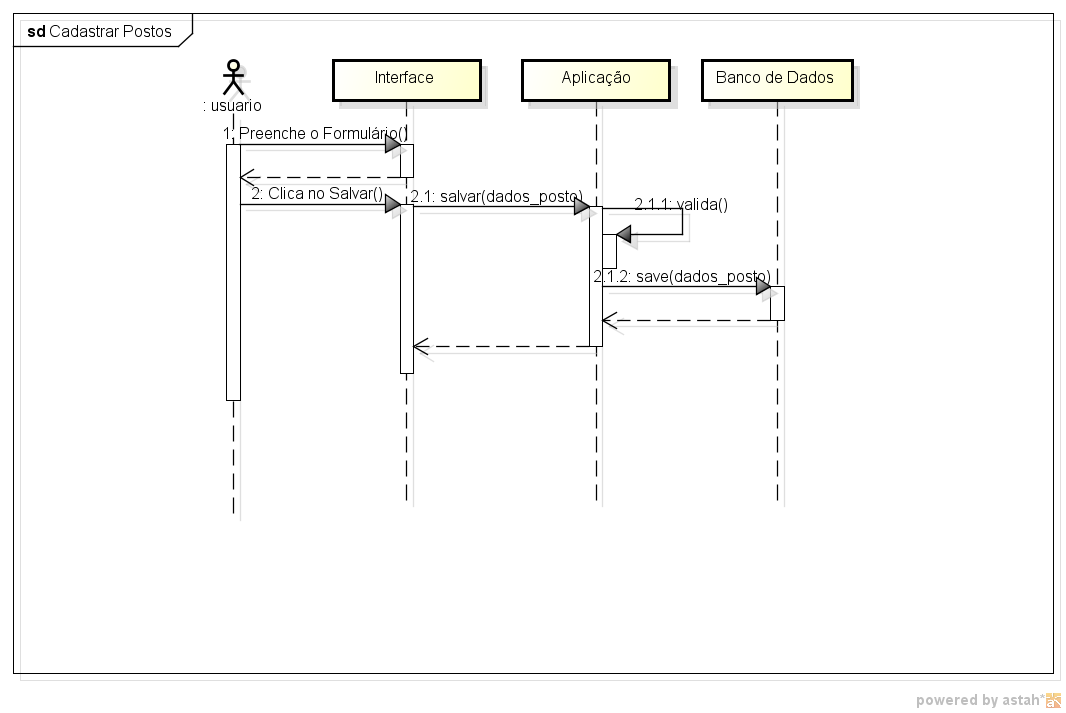 sd Cadastrar Postos
: usuario
Interface
Aplicação
Banco de Dados
1: Preenche o Formulário()
2: Clica no Salvar()
2.1: salvar(dados_posto)
2.1.1: valida()
2.1.2: save(dados_posto)
powered by astah*